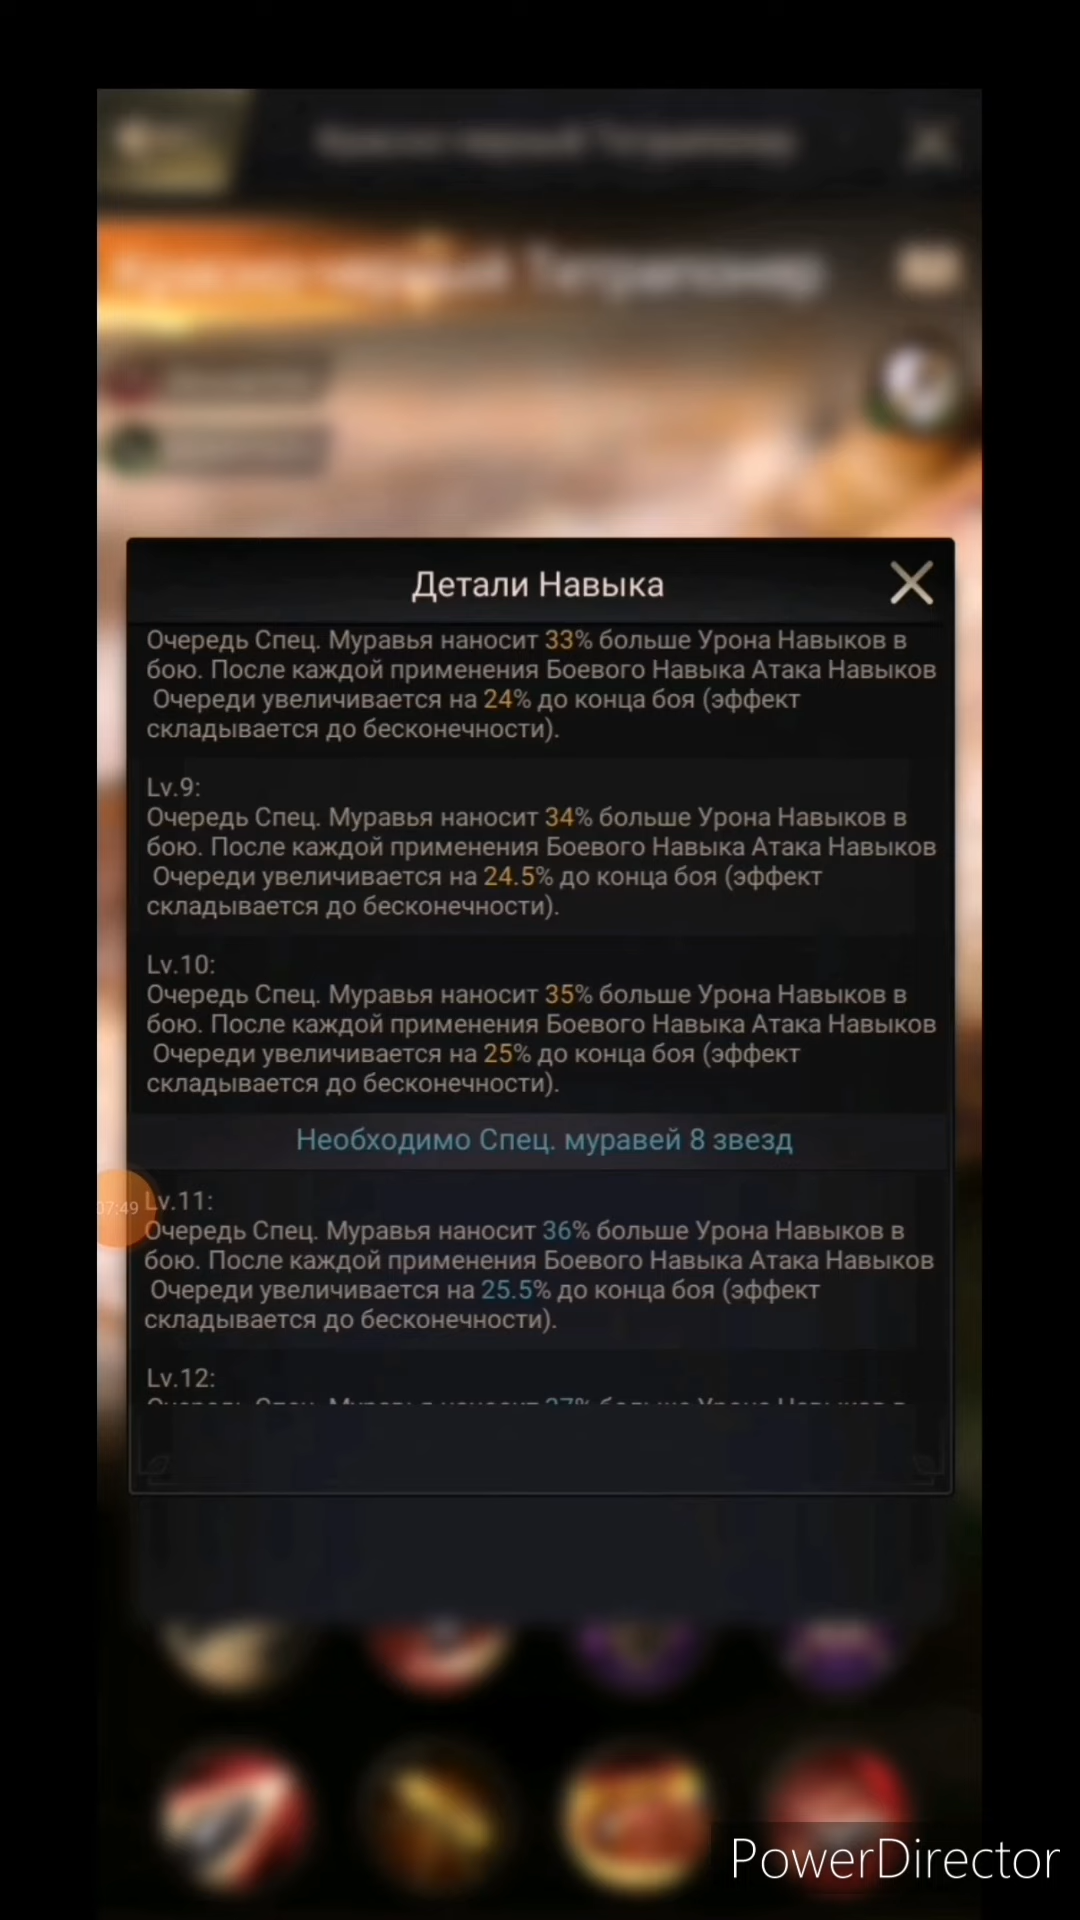 Детали Навыка
Очередь Спец. Муравья наносит 33% больше Урона Навыков в
бою. После каждой применения Боевого Навыка Атака Навыков
Очереди увеличивается на 24% до конца боя (эффект
складывается до бесконечности).
Lv.9:
Очередь Спец. Муравья наносит 34% больше Урона Навыков в
бою. После каждой применения Боевого Навыка Атака Навыков
Очереди увеличивается на 24.5% до конца боя (эффект
складывается до бесконечности).
Lv.10:
Очередь Спец. Муравья наносит 35% больше Урона Навыков в
бою. После каждой применения Боевого Навыка Атака Навыков
Очереди увеличивается на 25% до конца боя (эффект
складывается до бесконечности).
Необходимо Спец. муравей 8 звезд
07:49
Lv.11:
Очередь Спец. Муравья наносит 36% больше Урона Навыков в
бою. После каждой применения Боевого Навыка Атака Навыков
Очереди увеличивается на 25.5% до конца боя (эффект
складывается до бесконечности).
Lv.12:
PowerDirector